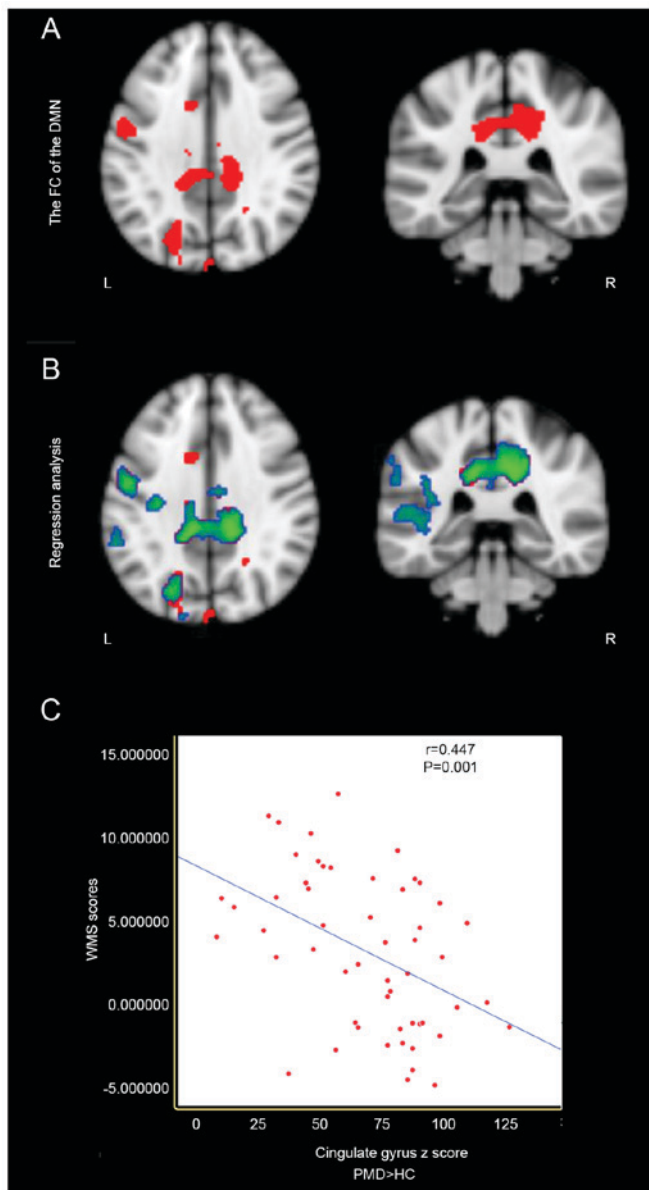 A
The FC of the DMN
L
R
B
Regression analysis
L
R
C
r=0.447
P=0.001
15.000000
10.000000
5.000000
0.000000
-5.000000
WMS scores
0 25 50 75 100 125
Cingulate gyrus z score
PMD>HC